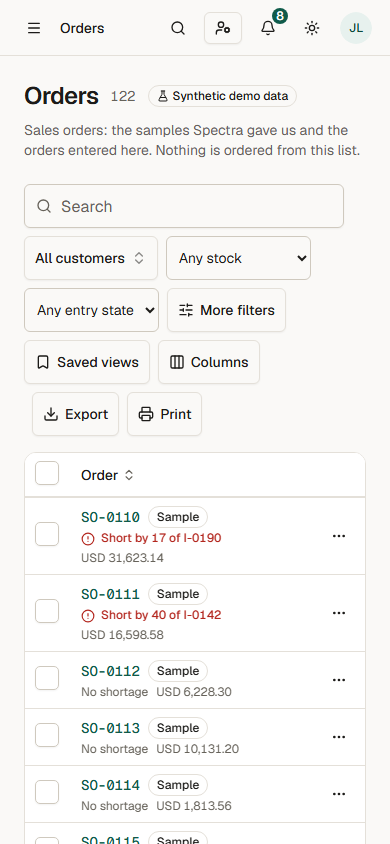 Orders
8
JL
Orders 122 Synthetic demo data
Sales orders: the samples Spectra gave us and the
orders entered here. Nothing is ordered from this list.
Search
All customers Any stock
Any entry state More filters
Saved views Columns
Export Print
Order
SO-0110 Sample
Short by 17 of I-0190
USD 31,623.14
SO-0111 Sample
Short by 40 of I-0142
USD 16,598.58
SO-0112 Sample
No shortage USD 6,228.30
SO-0113 Sample
No shortage USD 10,131.20
SO-0114 Sample
No shortage USD 1,813.56
SO-0115 Sample